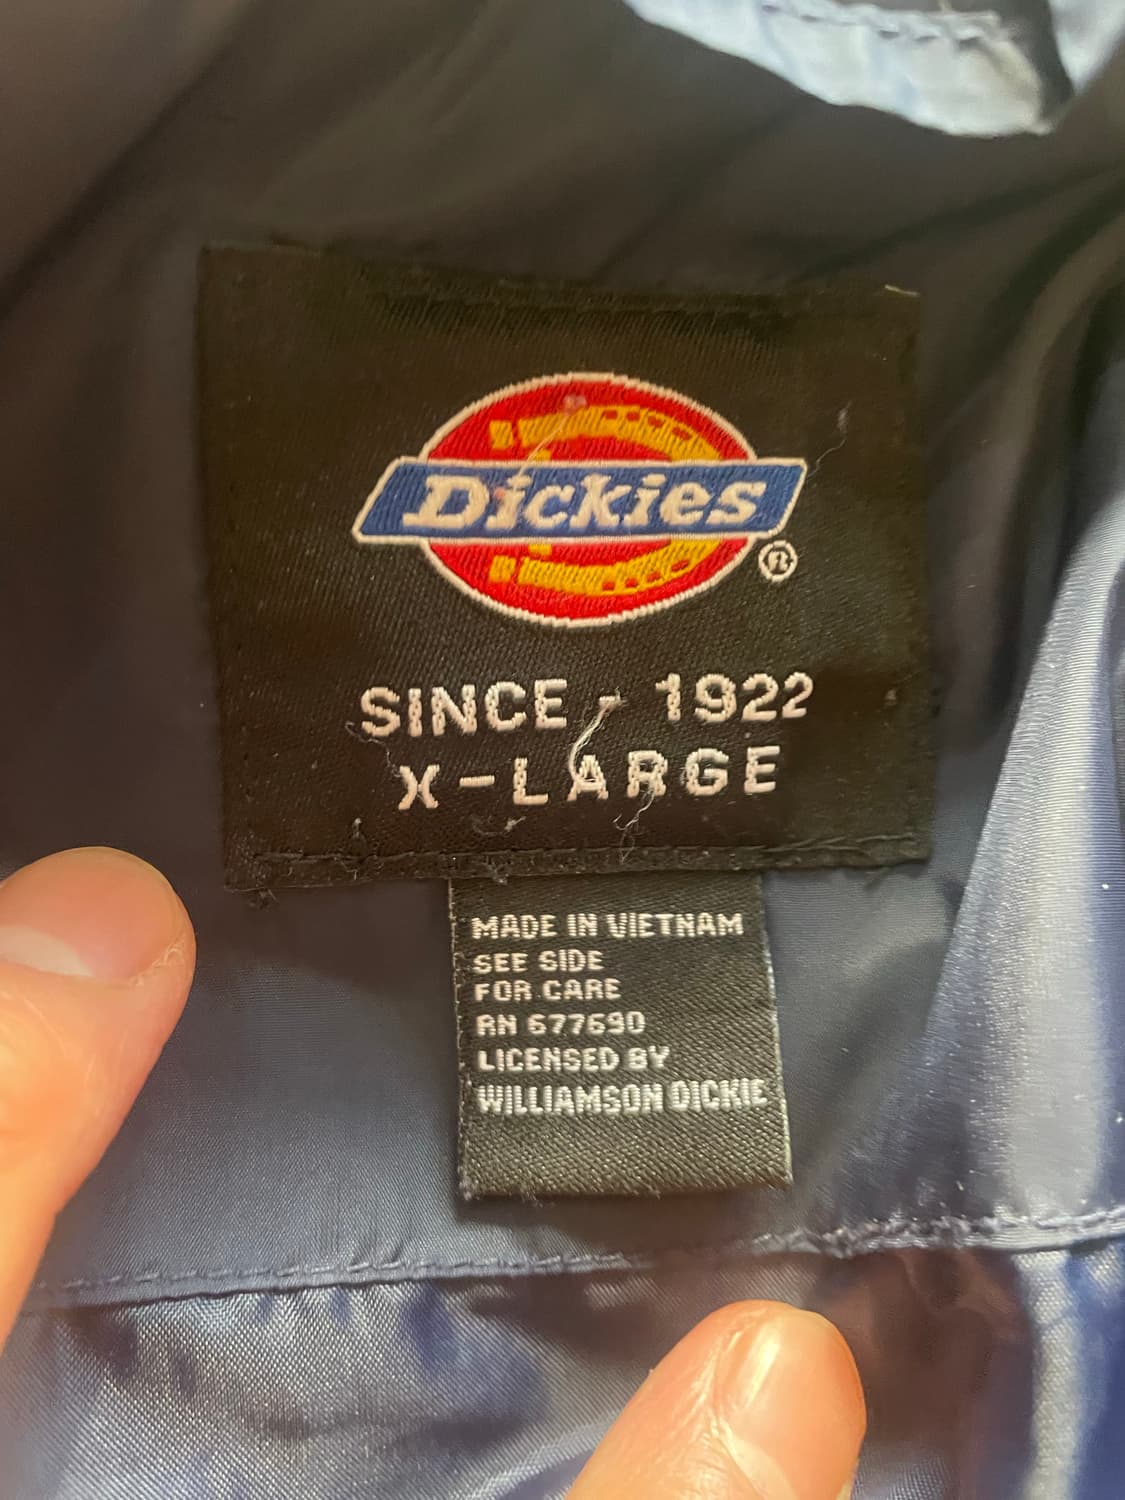 Dickies®
SINCE - 1922
X-LARGE
MADE IN VIETNAM
SEE SIDE
FOR CARE
RN 677690
LICENSED BY
WILLIAMSON DICKIE